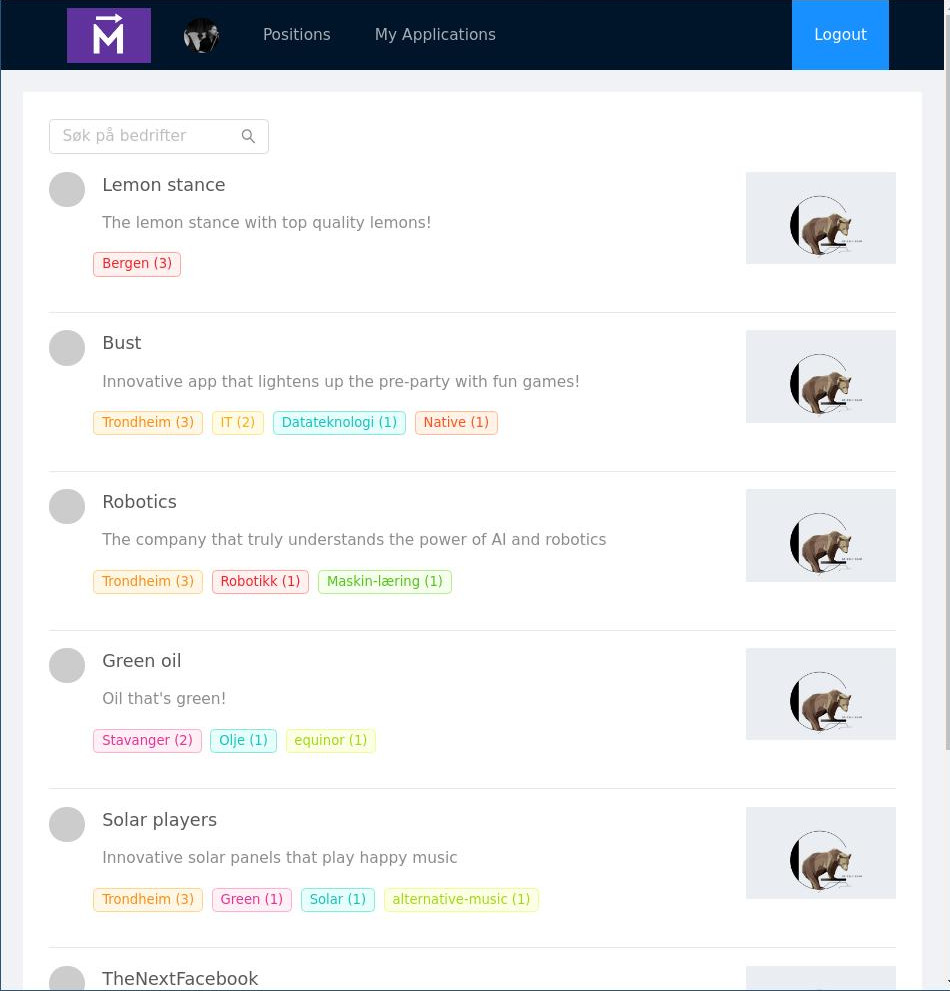 M
Positions
My Applications
Logout
Søk på bedrifter
Lemon stance
The lemon stance with top quality lemons!
Bergen (3)
Bust
Innovative app that lightens up the pre-party with fun games!
Trondheim (3) IT (2) Datateknologi (1) Native (1)
Robotics
The company that truly understands the power of AI and robotics
Trondheim (3) Robotikk (1) Maskin-læring (1)
Green oil
Oil that's green!
Stavanger (2) Olje (1) equinor (1)
Solar players
Innovative solar panels that play happy music
Trondheim (3) Green (1) Solar (1) alternative-music (1)
TheNextFacebook